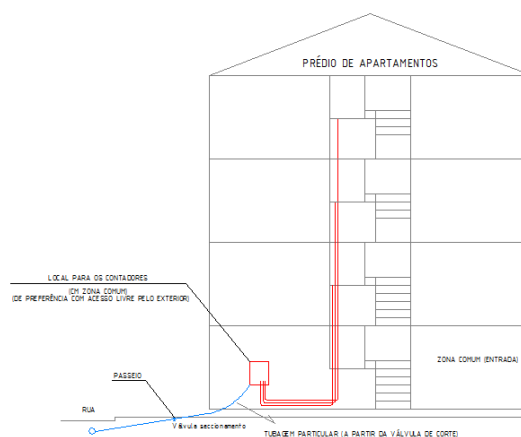 PRÉDIO DE APARTAMENTOS
LOCAL PARA OS CONTADORES
(EM ZONA COMUM)
(DE PREFERÊNCIA COM ACESSO LIVRE PELO EXTERIOR)
ZONA COMUM (ENTRADA)
PASSEIO
RUA
Válvula seccionamento
TUBAGEM PARTICULAR (A PARTIR DA VÁLVULA DE CORTE)